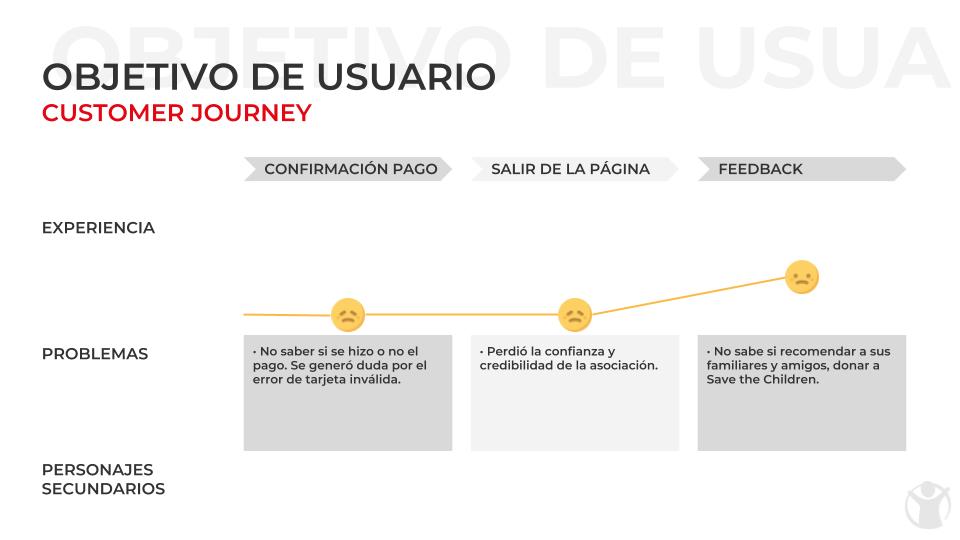 OBJETIVO DE USUA
OBJETIVO DE USUARIO
CUSTOMER JOURNEY
CONFIRMACIÓN PAGO
SALIR DE LA PÁGINA
FEEDBACK
EXPERIENCIA
PROBLEMAS
• No saber si se hizo o no el
pago. Se generó duda por el
error de tarjeta inválida.
• Perdió la confianza y
credibilidad de la asociación.
• No sabe si recomendar a sus
familiares y amigos, donar a
Save the Children.
PERSONAJES
SECUNDARIOS